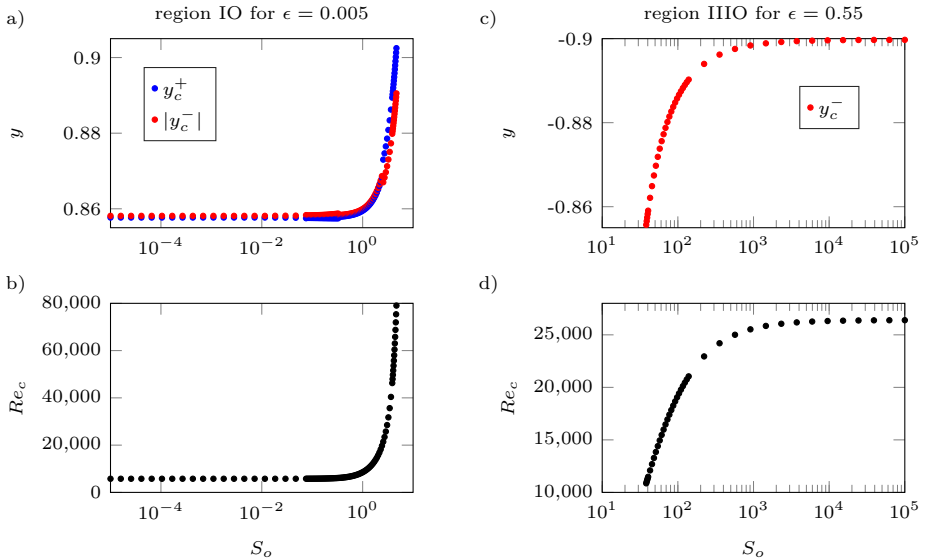 a) region IO for ϵ = 0.005
0.9
0.88
0.86
y
y_c^+
|y_c^-|
10^-4 10^-2 10^0
c) region IIIO for ϵ = 0.55
-0.9
-0.88
-0.86
y
y_c^-
10^1 10^2 10^3 10^4 10^5
b)
80,000
60,000
40,000
20,000
0
Re_c
10^-4 10^-2 10^0
S_o
d)
25,000
20,000
15,000
10,000
Re_c
10^1 10^2 10^3 10^4 10^5
S_o